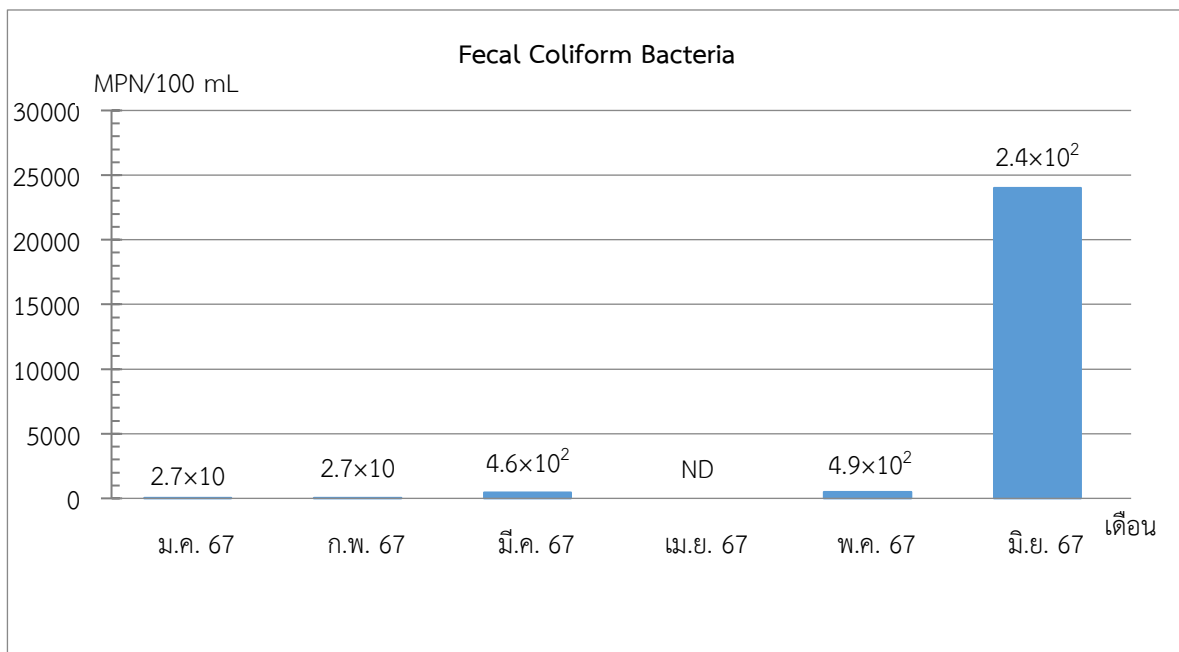 Fecal Coliform Bacteria
MPN/100 mL
30000
25000
20000
15000
10000
5000
0
2.7×10
2.7×10
4.6×10²
ND
4.9×10²
2.4×10²
ม.ค. 67
ก.พ. 67
มี.ค. 67
เม.ย. 67
พ.ค. 67
มิ.ย. 67
เดือน